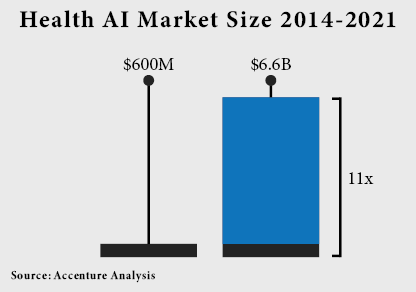 Health AI Market Size 2014-2021
$600M
$6.6B
11x
Source: Accenture Analysis